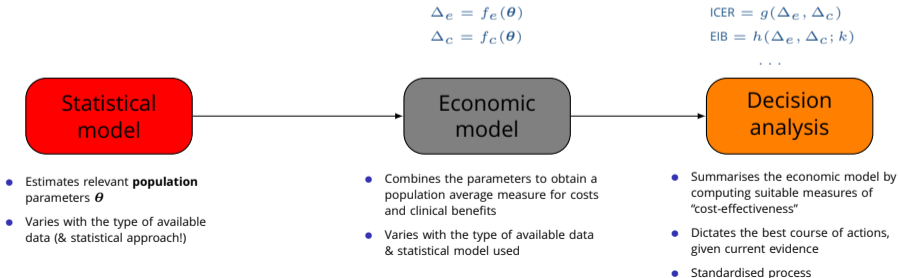 Δe = fe(θ)
Δc = fc(θ)
ICER = g(Δe, Δc)
EIB = h(Δe, Δc; k)
...
Statistical
model
Economic
model
Decision
analysis
• Estimates relevant population
parameters θ
• Varies with the type of available
data (& statistical approach!)
• Combines the parameters to obtain a
population average measure for costs
and clinical benefits
• Varies with the type of available data
& statistical model used
• Summarises the economic model by
computing suitable measures of
“cost-effectiveness”
• Dictates the best course of actions,
given current evidence
• Standardised process